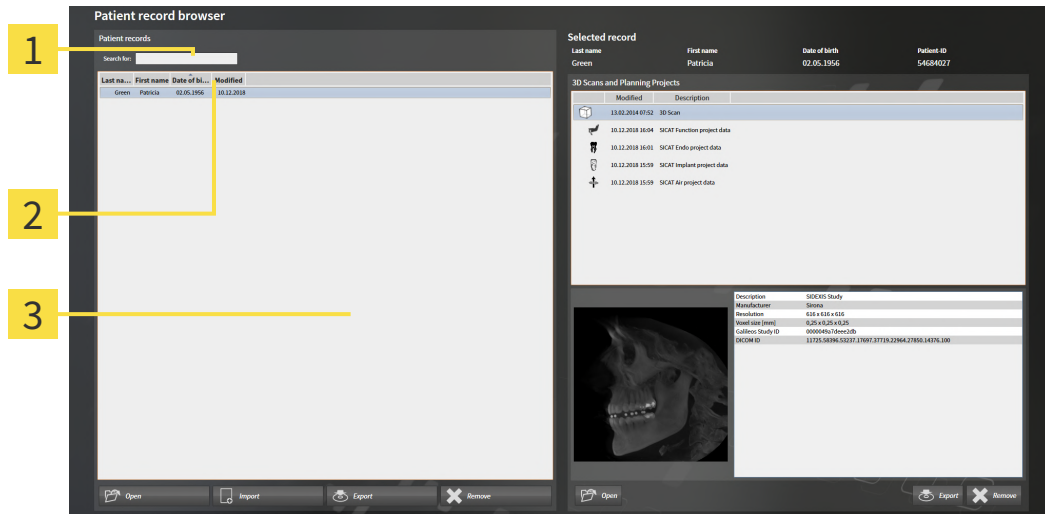 Patient record browser
1
Patient records
Search for:
Last na... First name Date of bi... Modified
Green Patricia 02.05.1956 10.12.2018
2
3
Open Import Export Remove
Selected record
Last name First name Date of birth Patient-ID
Green Patricia 02.05.1956 54684027
3D Scans and Planning Projects
Modified Description
13.02.2014 07:52 3D Scan
10.12.2018 16:04 SICAT Function project data
10.12.2018 16:01 SICAT Endo project data
10.12.2018 15:59 SICAT Implant project data
10.12.2018 15:59 SICAT Air project data
Description SIDEXIS Study
Manufacturer Sirona
Resolution 616 x 616 x 616
Voxel size [mm] 0,25 x 0,25 x 0,25
Galileos Study ID 0000049a7deee2db
DICOM ID 11725.58396.53237.17697.37719.22964.27850.14376.100
Open Export Remove